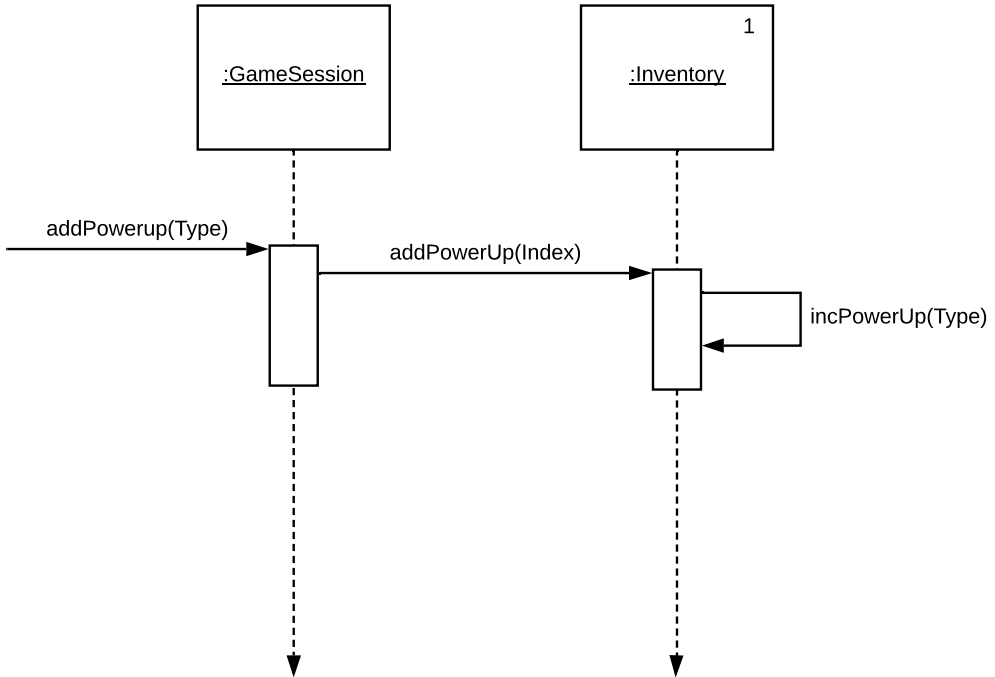 1
:GameSession
:Inventory
addPowerup(Type)
addPowerUp(Index)
incPowerUp(Type)